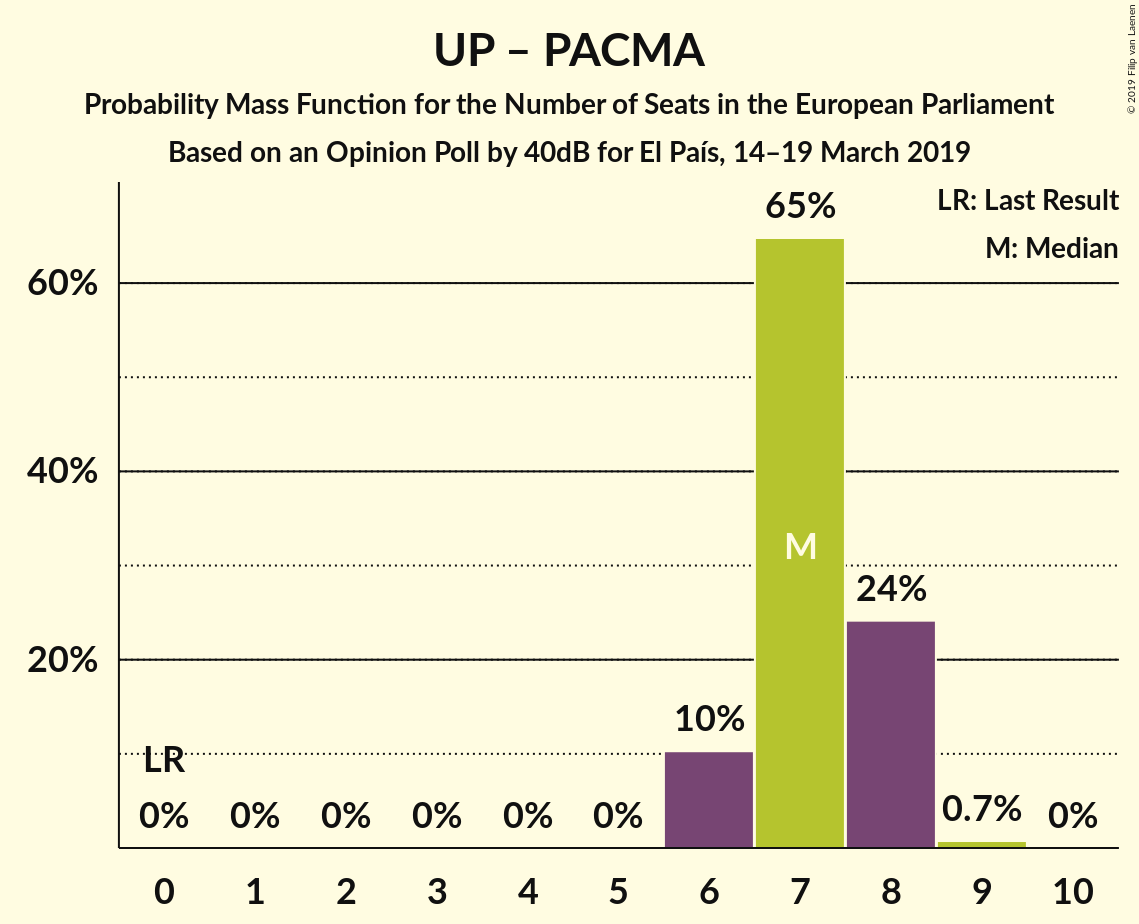 UP – PACMA
Probability Mass Function for the Number of Seats in the European Parliament
Based on an Opinion Poll by 40dB for El País, 14–19 March 2019
© 2019 Filip van Laenen
LR: Last Result
M: Median
65%
60%
40%
M
24%
20%
10%
LR
0% 0% 0% 0% 0% 0% 0.7% 0%
0 1 2 3 4 5 6 7 8 9 10